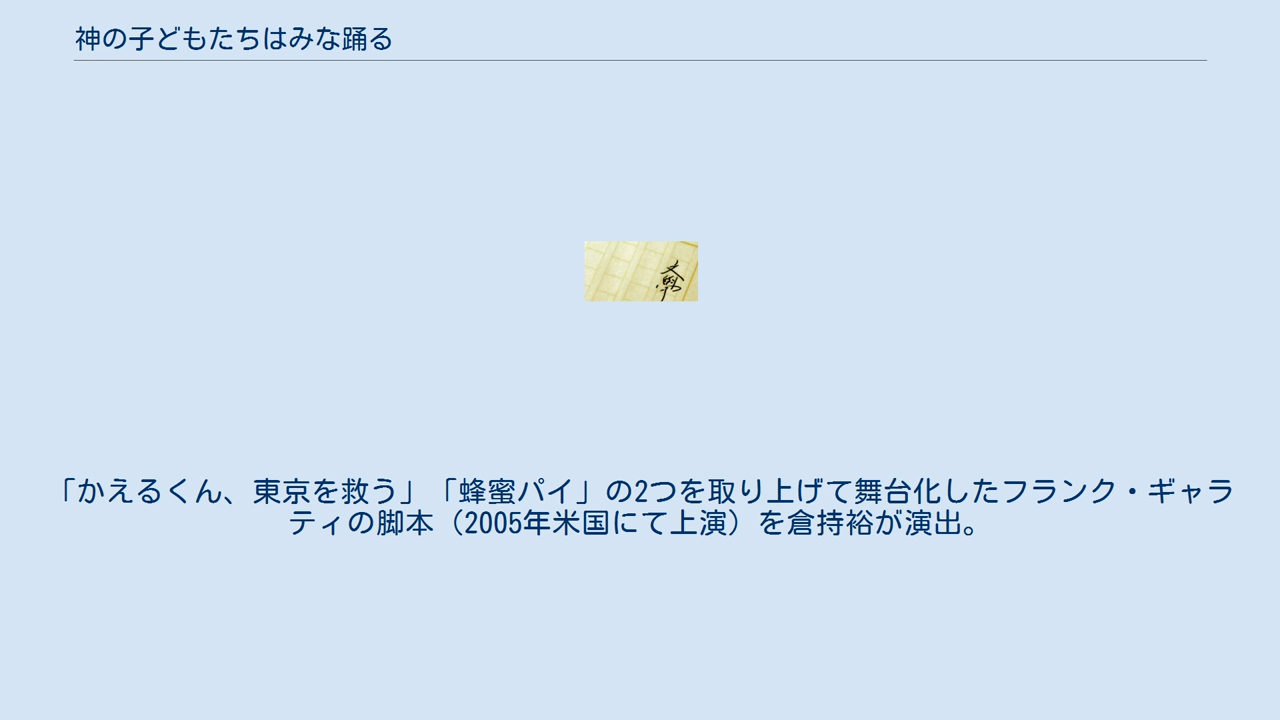 神の子どもたちはみな踊る
「かえるくん、東京を救う」「蜂蜜パイ」の2つを取り上げて舞台化したフランク・ギャラ
ティの脚本（2005年米国にて上演）を倉持裕が演出。